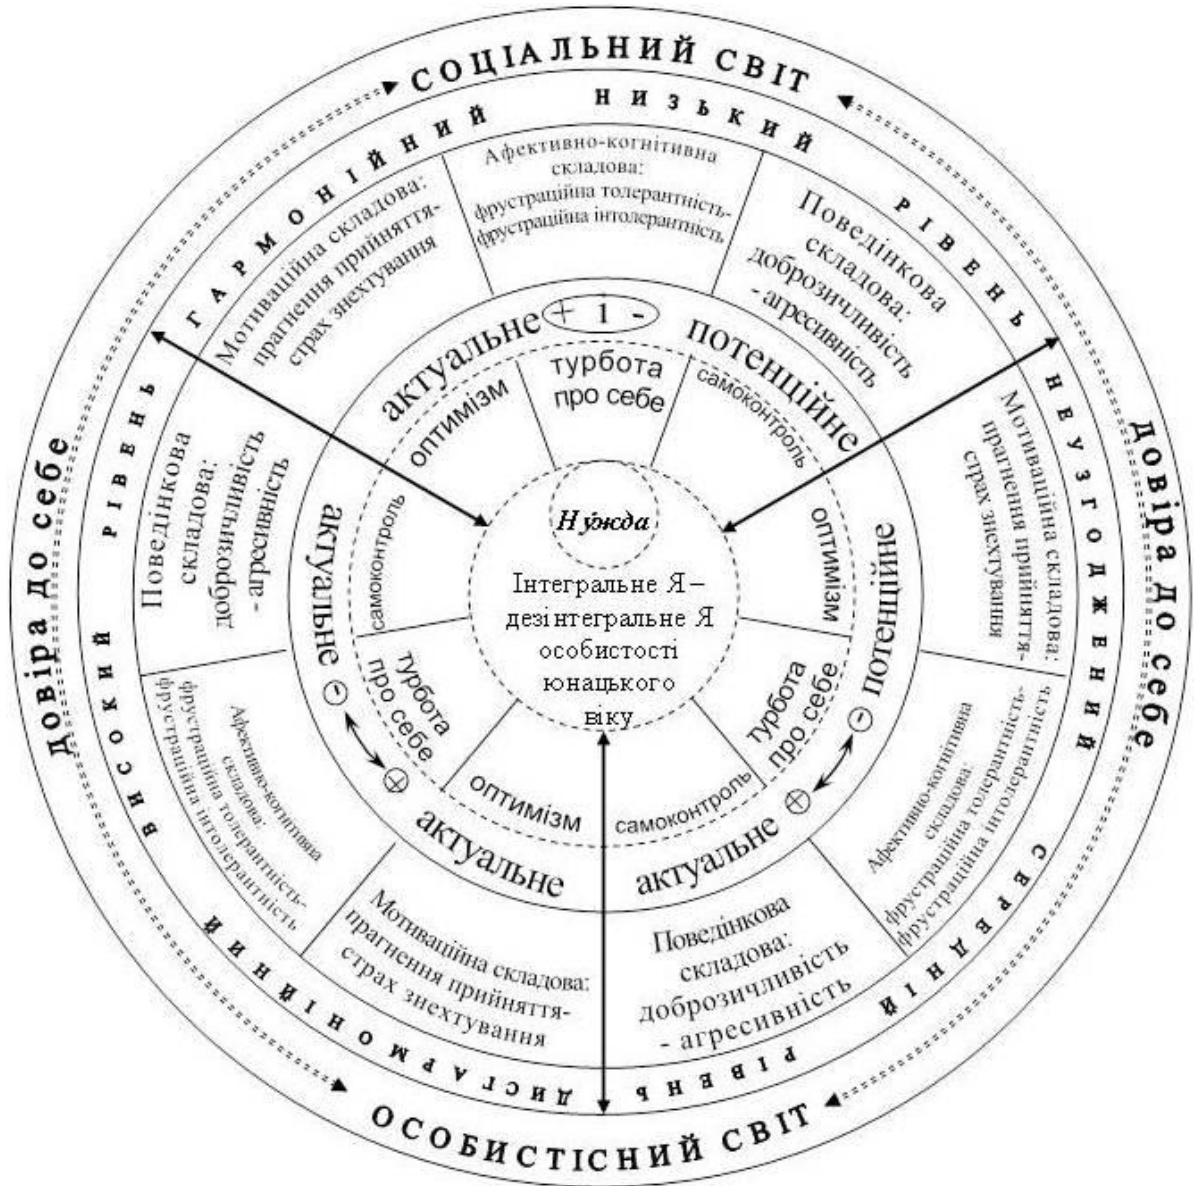 СОЦІАЛЬНИЙ СВІТ
довіра до себе
довіра до себе
ОСОБИСТІСНИЙ СВІТ
НИЗЬКИЙ РІВЕНЬ НЕУЗГОДЖЕНИЙ
СЕРЕДНІЙ РІВЕНЬ ДИСГАРМОНІЙНИЙ
ВИСОКИЙ РІВЕНЬ ГАРМОНІЙНИЙ
Афективно-когнітивна
складова:
фрустраційна толерантність-
фрустраційна інтолерантність
Поведінкова
складова:
доброзичливість
- агресивність
Мотиваційна складова:
прагнення прийняття-
страх знехтування
Афективно-когнітивна
складова:
фрустраційна толерантність-
фрустраційна інтолерантність
Поведінкова
складова:
доброзичливість
- агресивність
Мотиваційна складова:
прагнення прийняття-
страх знехтування
Афективно-когнітивна
складова:
фрустраційна толерантність-
фрустраційна інтолерантність
Поведінкова
складова:
доброзичливість
- агресивність
Мотиваційна складова:
прагнення прийняття-
страх знехтування
актуальне + і - потенційне
потенційне - + актуальне
актуальне + - актуальне
турбота
про себе
самоконтроль
оптимізм
турбота
про себе
самоконтроль
оптимізм
турбота
про себе
самоконтроль
оптимізм
Ну́жда
Інтегральне Я –
дезінтегральне Я
особистості
юнацького
віку